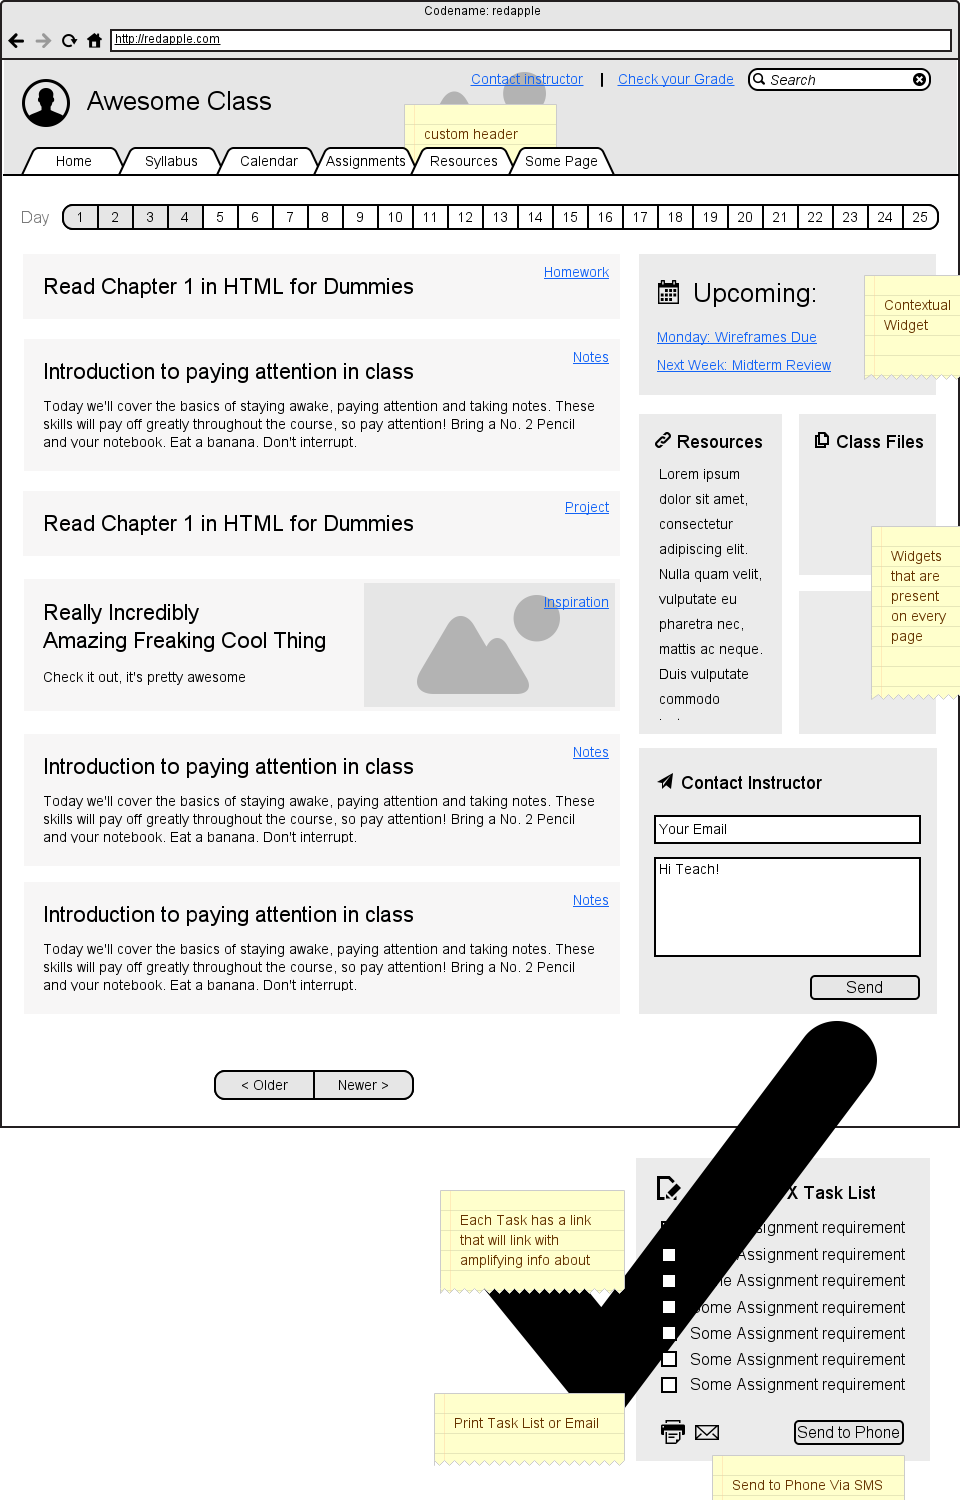 Codename: redapple
http://redapple.com
Contact instructor
Check your Grade
Search
Awesome Class
custom header
Home
Syllabus
Calendar
Assignments
Resources
Some Page
Day
1 2 3 4 5 6 7 8 9 10 11 12 13 14 15 16 17 18 19 20 21 22 23 24 25
Homework
Read Chapter 1 in HTML for Dummies
Notes
Introduction to paying attention in class
Today we'll cover the basics of staying awake, paying attention and taking notes. These
skills will pay off greatly throughout the course, so pay attention! Bring a No. 2 Pencil
and your notebook. Eat a banana. Don't interrupt.
Project
Read Chapter 1 in HTML for Dummies
Inspiration
Really Incredibly
Amazing Freaking Cool Thing
Check it out, it's pretty awesome
Notes
Introduction to paying attention in class
Today we'll cover the basics of staying awake, paying attention and taking notes. These
skills will pay off greatly throughout the course, so pay attention! Bring a No. 2 Pencil
and your notebook. Eat a banana. Don't interrupt.
Notes
Introduction to paying attention in class
Today we'll cover the basics of staying awake, paying attention and taking notes. These
skills will pay off greatly throughout the course, so pay attention! Bring a No. 2 Pencil
and your notebook. Eat a banana. Don't interrupt.
< Older
Newer >
Upcoming:
Monday: Wireframes Due
Next Week: Midterm Review
Contextual
Widget
Resources
Lorem ipsum
dolor sit amet,
consectetur
adipiscing elit.
Nulla quam velit,
vulputate eu
pharetra nec,
mattis ac neque.
Duis vulputate
commodo
Class Files
Widgets
that are
present
on every
page
Contact Instructor
Your Email
Hi Teach!
Send
Each Task has a link
that will link with
amplifying info about
Print Task List or Email
X Task List
requirement
Assignment requirement
Assignment requirement
Some Assignment requirement
Some Assignment requirement
Some Assignment requirement
Some Assignment requirement
Send to Phone
Send to Phone Via SMS